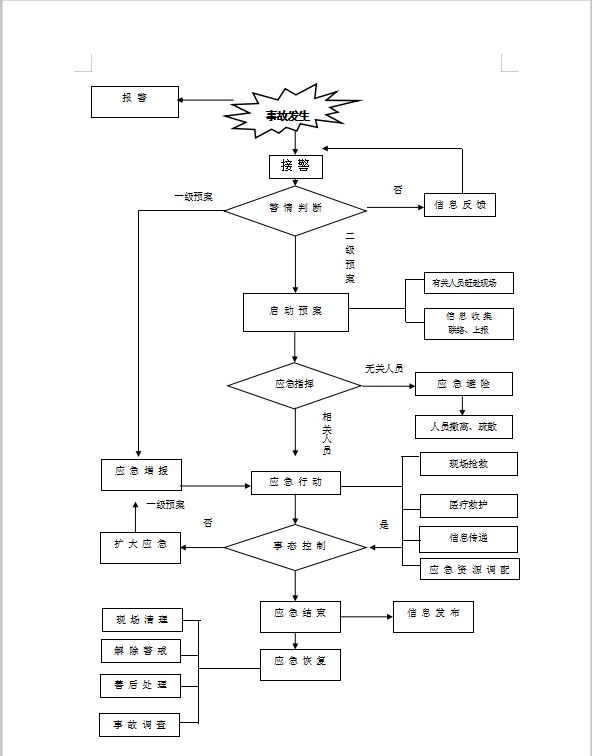 报警
事故发生
接警
一级预案
警情判断
否
信息反馈
二级预案
有关人员赶赴现场
启动预案
信息收集
联络、上报
无关人员
应急指挥
应急避险
相关人员
人员撤离、疏散
现场抢救
应急增援
应急行动
一级预案
医疗救护
否
是
信息传递
扩大应急
事态控制
应急资源调配
现场清理
应急结束
信息发布
解除警戒
应急恢复
善后处理
事故调查